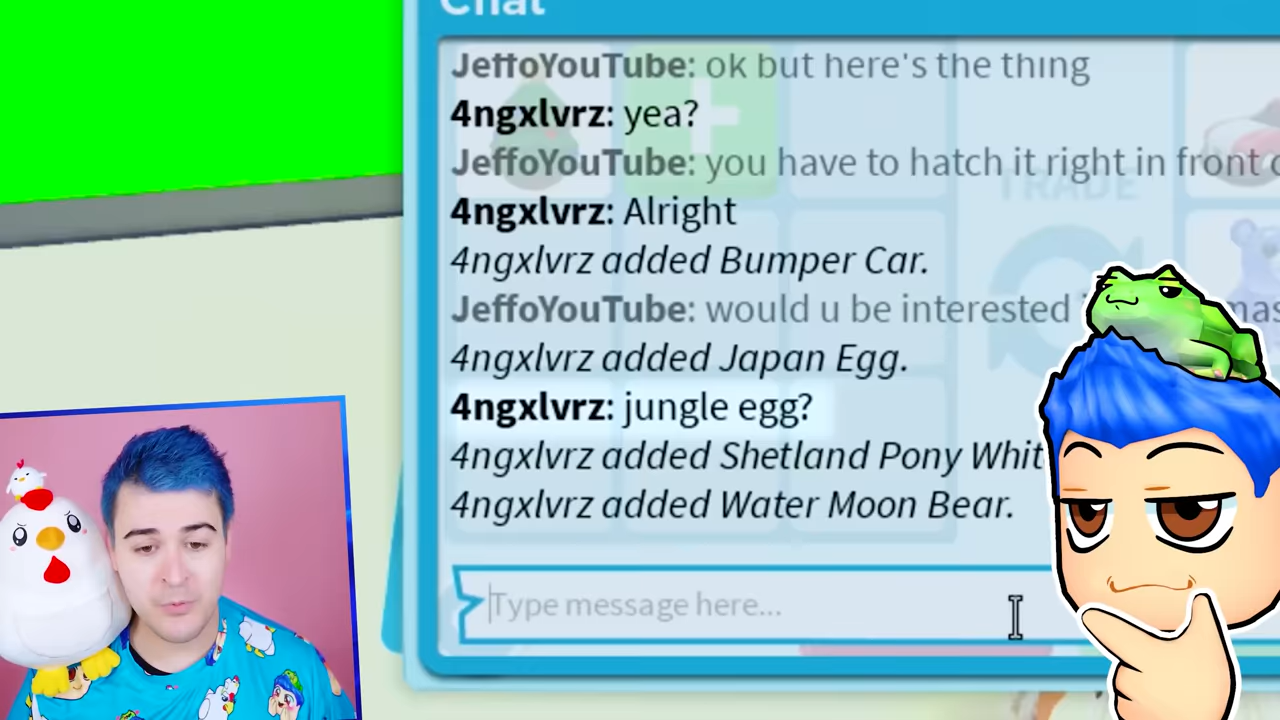 Chat
JeffoYouTube: ok but here's the thing
4ngxlvrz: yea?
JeffoYouTube: you have to hatch it right in front
TRADE
4ngxlvrz: Alright
4ngxlvrz added Bumper Car.
JeffoYouTube: would u be interested
4ngxlvrz added Japan Egg.
4ngxlvrz: jungle egg?
4ngxlvrz added Shetland Pony Whit
4ngxlvrz added Water Moon Bear.
Type message here...